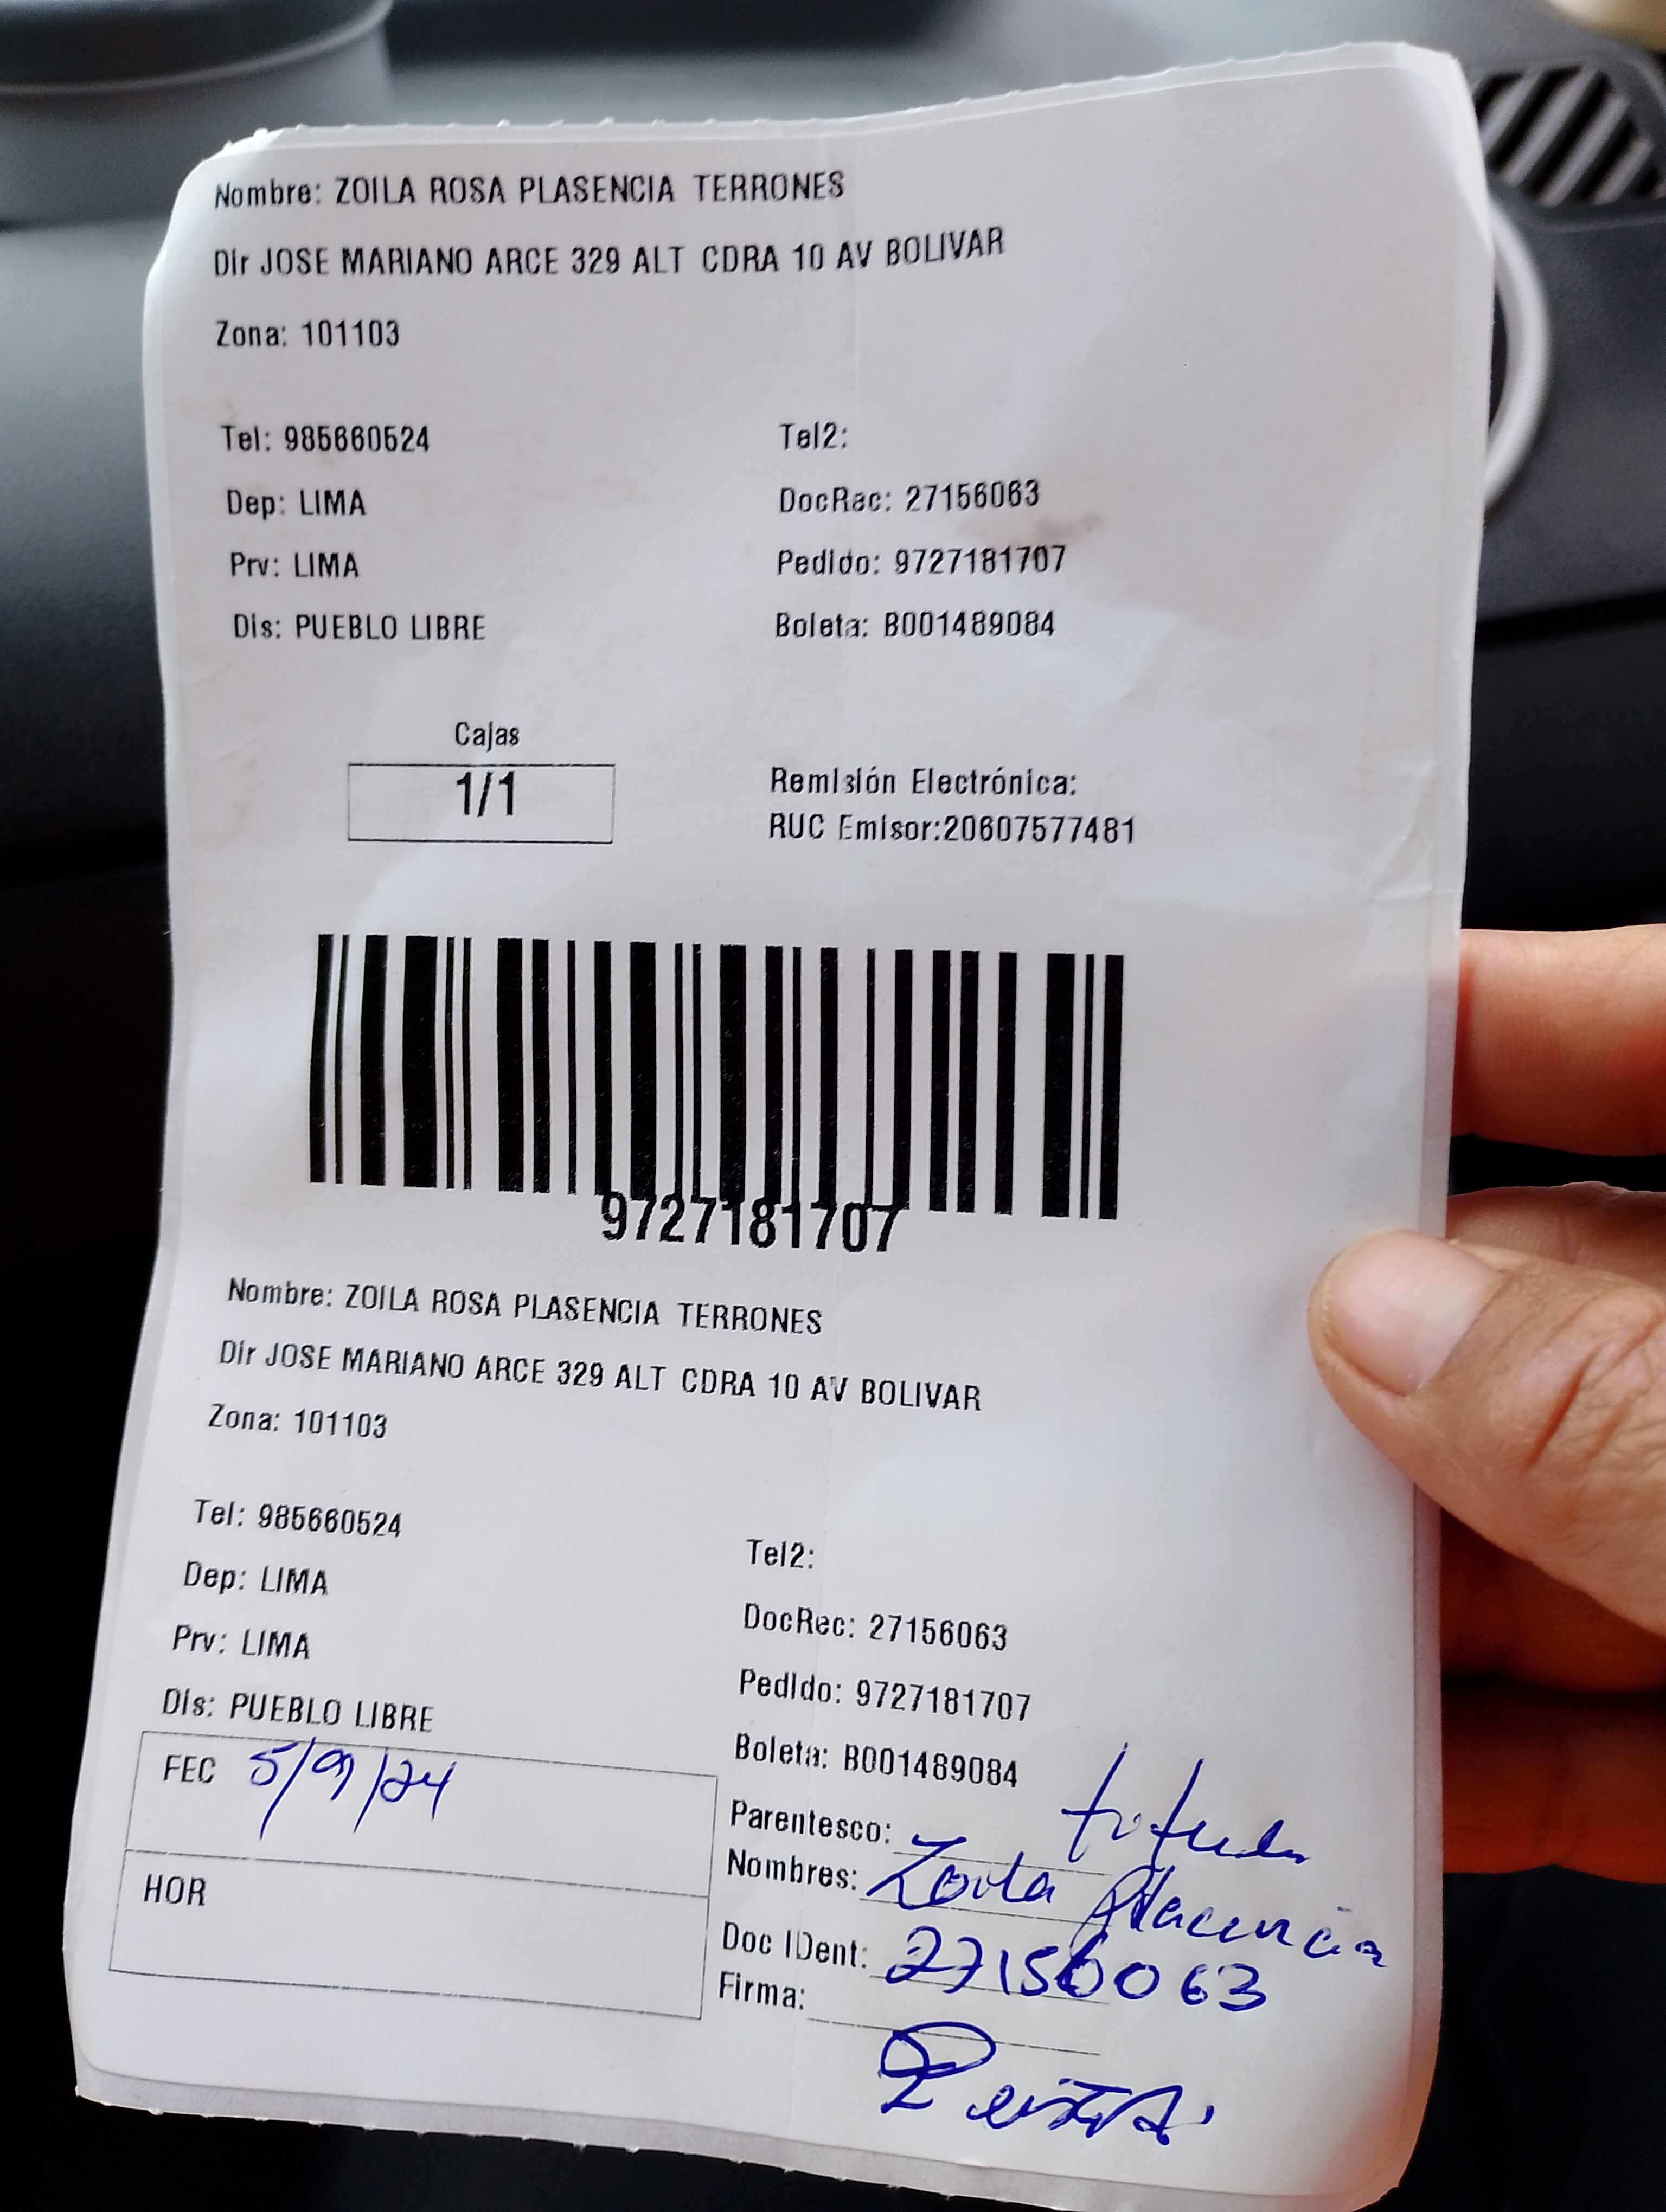 Nombre: ZOILA ROSA PLASENCIA TERRONES
Dir JOSE MARIANO ARCE 329 ALT CDRA 10 AV BOLIVAR
Zona: 101103
Tel: 985660524 Tel2:
Dep: LIMA DocRec: 27156063
Prv: LIMA Pedido: 9727181707
Dis: PUEBLO LIBRE Boleta: B001489084
Cajas
1/1
Remisión Electrónica:
RUC Emisor:20607577481
9727181707
Nombre: ZOILA ROSA PLASENCIA TERRONES
Dir JOSE MARIANO ARCE 329 ALT CDRA 10 AV BOLIVAR
Zona: 101103
Tel: 985660524 Tel2:
Dep: LIMA DocRec: 27156063
Prv: LIMA Pedido: 9727181707
Dis: PUEBLO LIBRE Boleta: B001489084
FEC 5/9/24
HOR
Parentesco:
Nombres: Zoila Placencia
Doc IDent: 27156063
Firma: